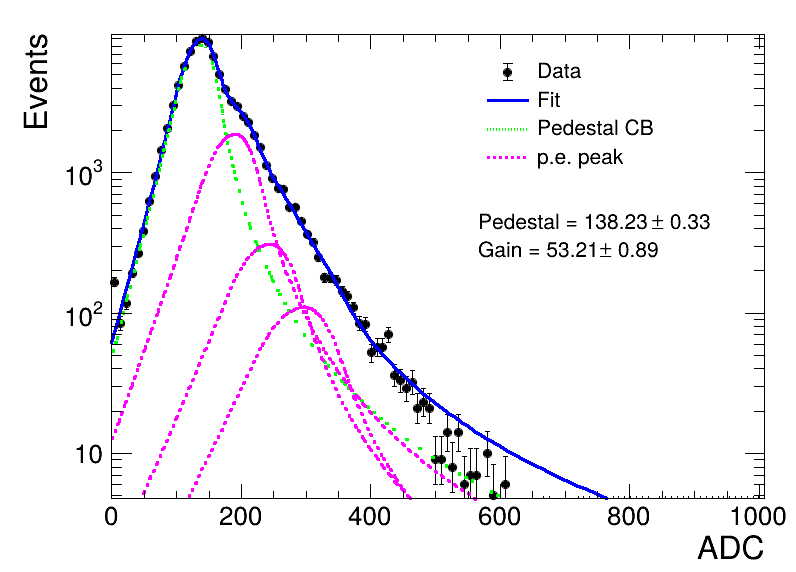 Events
Data
Fit
Pedestal CB
p.e. peak
Pedestal = 138.23 ± 0.33
Gain = 53.21 ± 0.89
10³
10²
10
0 200 400 600 800 1000
ADC